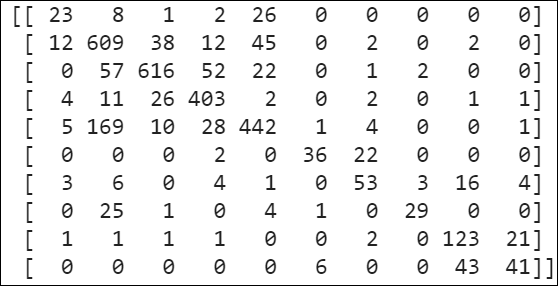 [[ 23 8 1 2 26 0 0 0 0 0]
[ 12 609 38 12 45 0 2 0 2 0]
[ 0 57 616 52 22 0 1 2 0 0]
[ 4 11 26 403 2 0 2 0 1 1]
[ 5 169 10 28 442 1 4 0 0 1]
[ 0 0 0 2 0 36 22 0 0 0]
[ 3 6 0 4 1 0 53 3 16 4]
[ 0 25 1 0 4 1 0 29 0 0]
[ 1 1 1 1 0 0 2 0 123 21]
[ 0 0 0 0 0 6 0 0 43 41]]